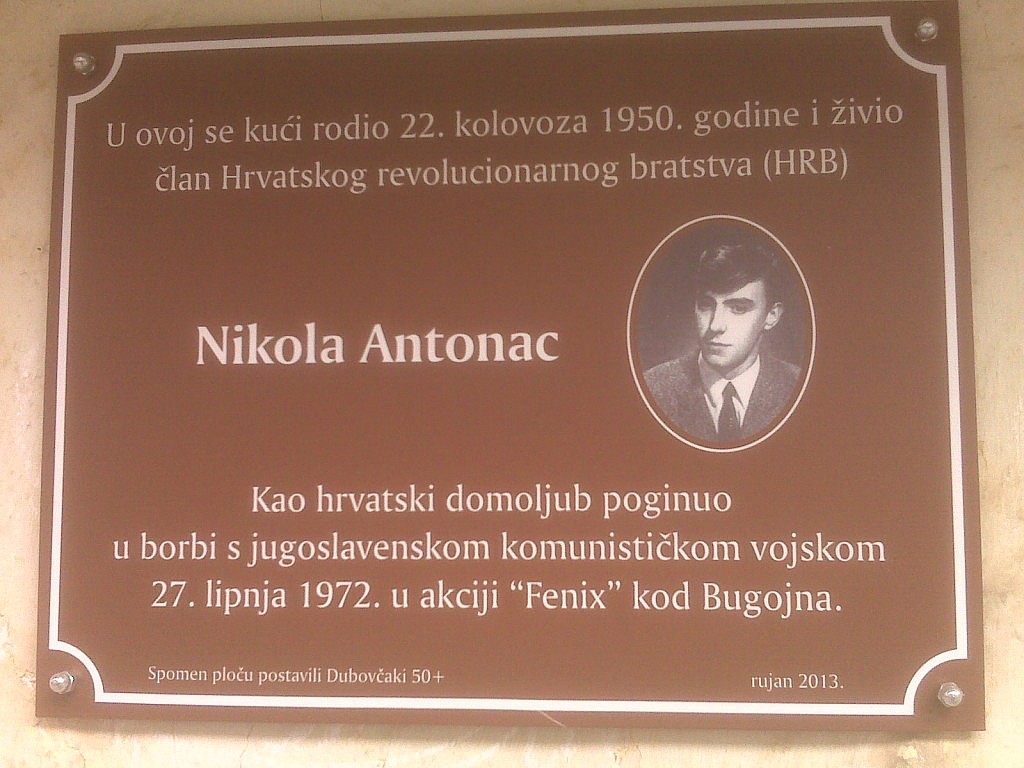 U ovoj se kući rodio 22. kolovoza 1950. godine i živio
član Hrvatskog revolucionarnog bratstva (HRB)
Nikola Antonac
Kao hrvatski domoljub poginuo
u borbi s jugoslavenskom komunističkom vojskom
27. lipnja 1972. u akciji “Fenix” kod Bugojna.
Spomen ploču postavili Dubovčaki 50+
rujan 2013.